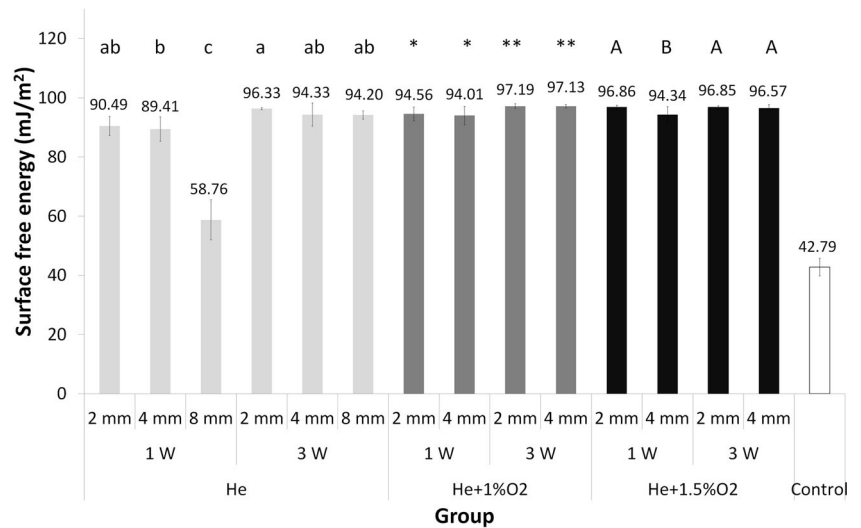 120
100
80
60
40
20
0
Surface free energy (mJ/m²)
ab b c a ab ab * * ** ** A B A A
90.49 89.41 58.76 96.33 94.33 94.20 94.56 94.01 97.19 97.13 96.86 94.34 96.85 96.57 42.79
2 mm 4 mm 8 mm 2 mm 4 mm 8 mm 2 mm 4 mm 2 mm 4 mm 2 mm 4 mm 2 mm 4 mm
1 W 3 W 1 W 3 W 1 W 3 W
He He+1%O2 He+1.5%O2 Control
Group